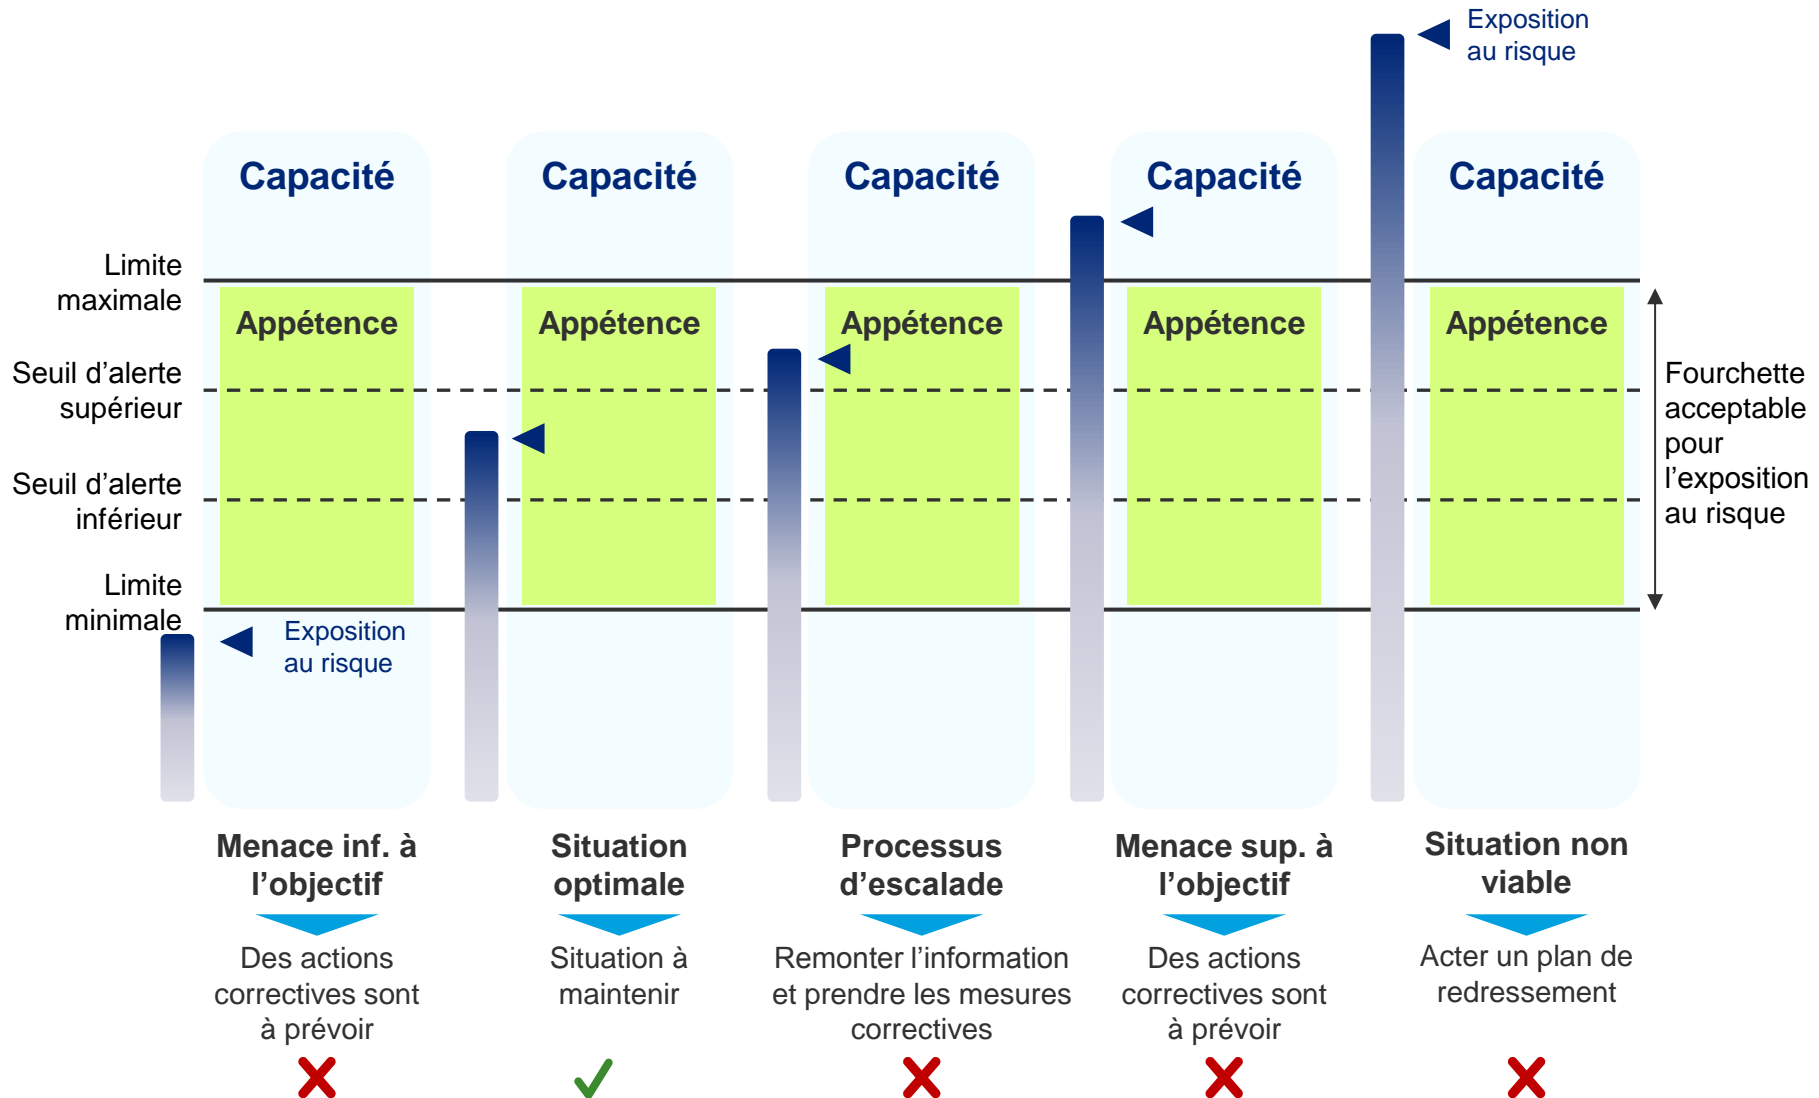 Exposition
au risque
Capacité
Capacité
Capacité
Capacité
Capacité
Limite
maximale
Appétence
Appétence
Appétence
Appétence
Appétence
Seuil d’alerte
supérieur
Fourchette
acceptable
pour
l’exposition
au risque
Seuil d’alerte
inférieur
Limite
minimale
Exposition
au risque
Menace inf. à
l’objectif
Situation
optimale
Processus
d’escalade
Menace sup. à
l’objectif
Situation non
viable
Des actions
correctives sont
à prévoir
Situation à
maintenir
Remonter l’information
et prendre les mesures
correctives
Des actions
correctives sont
à prévoir
Acter un plan de
redressement